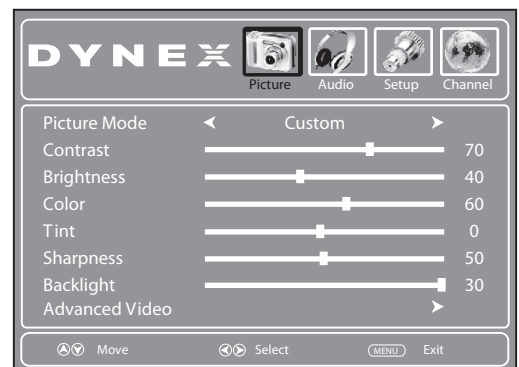 DYNEX
Picture Audio Setup Channel
Picture Mode Custom
Contrast 70
Brightness 40
Color 60
Tint 0
Sharpness 50
Backlight 30
Advanced Video
Move Select MENU Exit